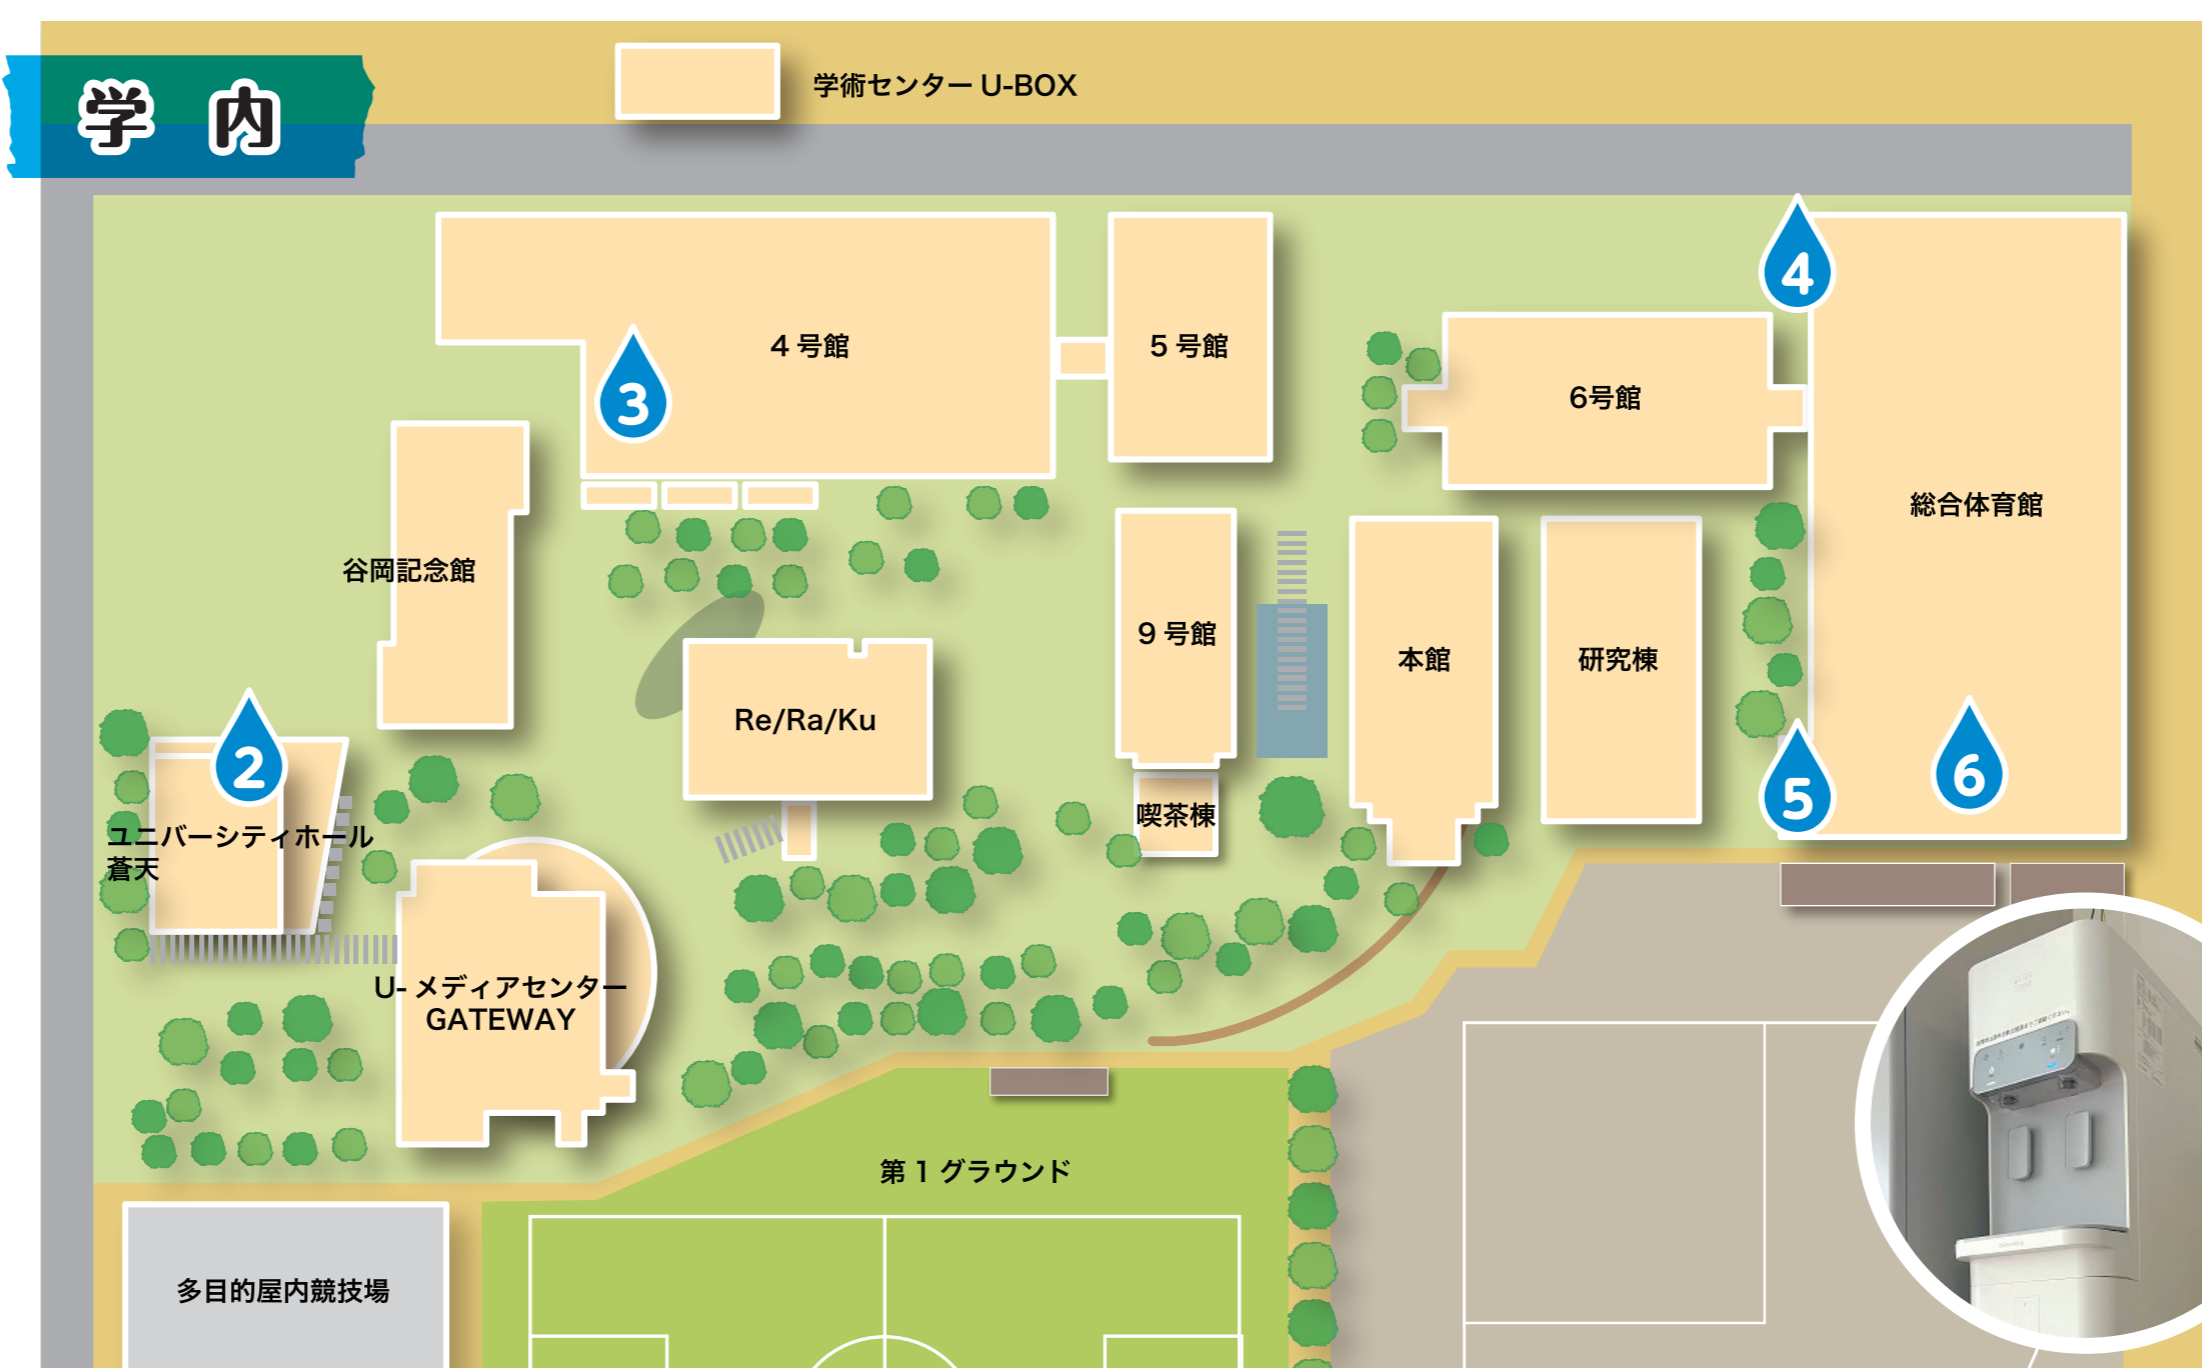 学内
学術センター U-BOX
4
4 号館
5 号館
3
6号館
総合体育館
谷岡記念館
9 号館
本館
研究棟
Re/Ra/Ku
2
6
5
喫茶棟
ユニバーシティホール
蒼天
U- メディアセンター
GATEWAY
第 1 グラウンド
多目的屋内競技場